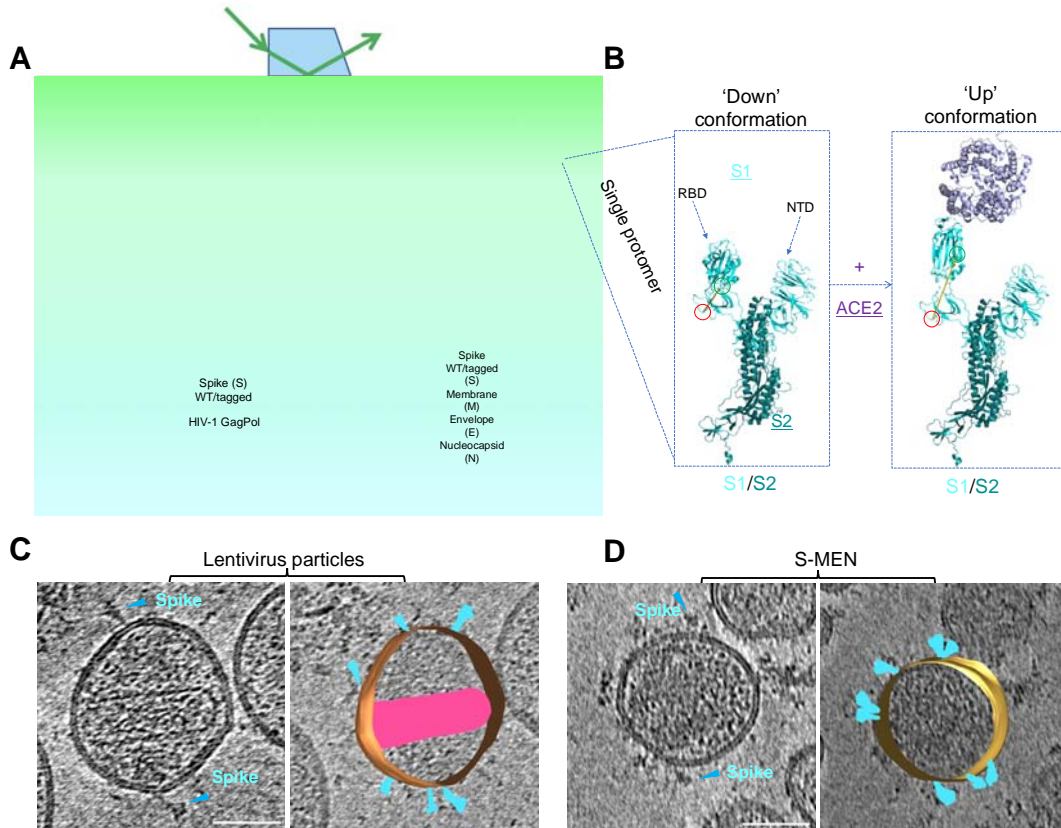 A
Spike (S)
WT/tagged
HIV-1 GagPol
Spike
WT/tagged
(S)
Membrane
(M)
Envelope
(E)
Nucleocapsid
(N)
B
Single protomer
‘Down’
conformation
S1
RBD
NTD
S2
S1/S2
+
ACE2
‘Up’
conformation
S1/S2
C
Lentivirus particles
Spike
Spike
D
S-MEN
Spike
Spike